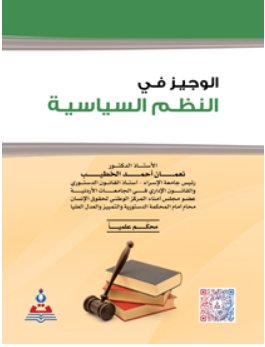 الوجيز في
النظم السياسية
الأستاذ الدكتور
نعمان أحمد الخطيب
رئيس جامعة الإسراء - أستاذ القانون الدستوري
والقانون الإداري في الجامعات الأردنية
عضو مجلس أمناء المركز الوطني لحقوق الإنسان
محام أمام المحكمة الدستورية والتمييز والعدل العليا
محكم علمياً